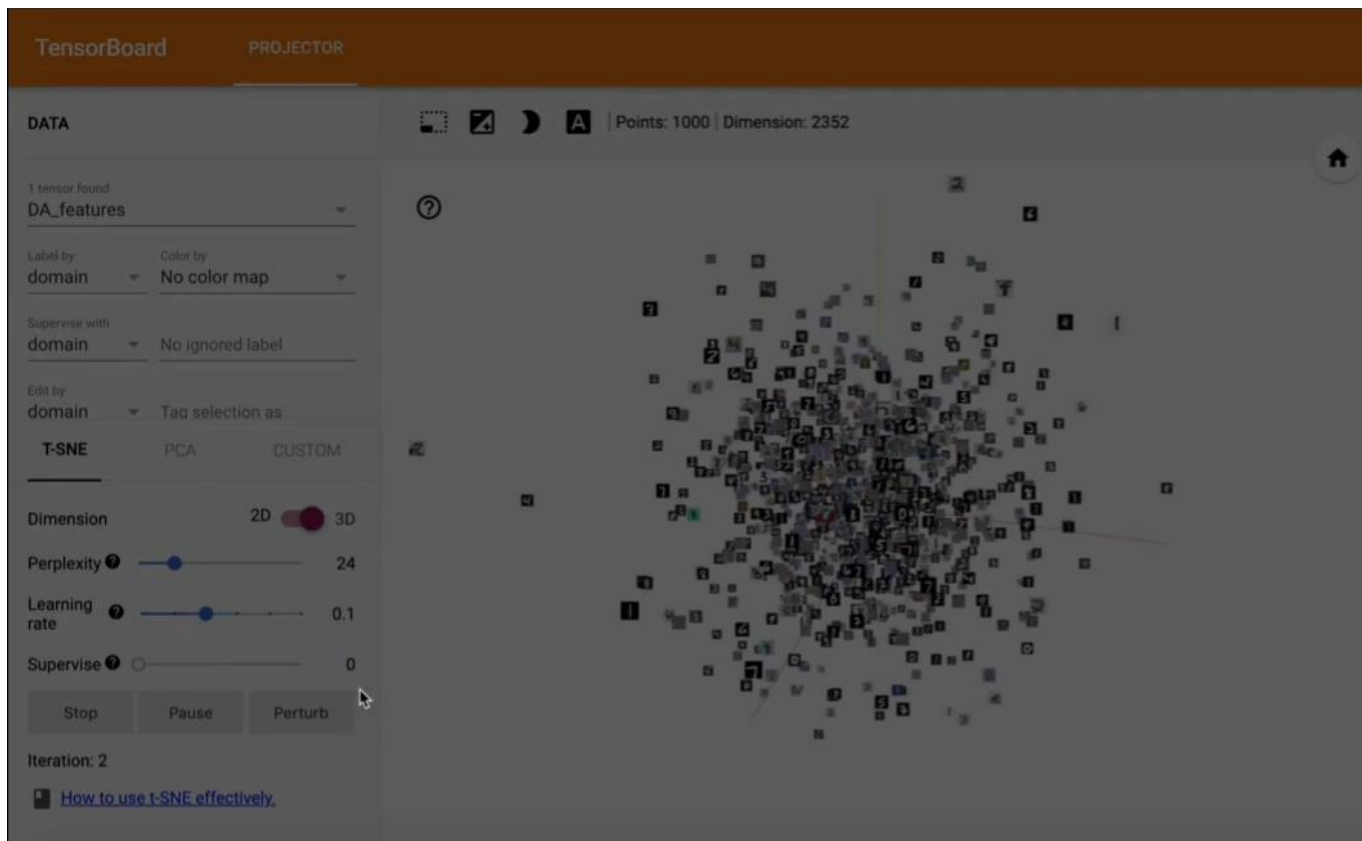 TensorBoard PROJECTOR
DATA
Points: 1000 | Dimension: 2352
1 tensor found
DA_features
Label by Color by
domain No color map
Supervise with
domain No ignored label
Edit by
domain Tag selection as
T-SNE PCA CUSTOM
Dimension 2D 3D
Perplexity 24
Learning rate 0.1
Supervise 0
Stop Pause Perturb
Iteration: 2
How to use t-SNE effectively.